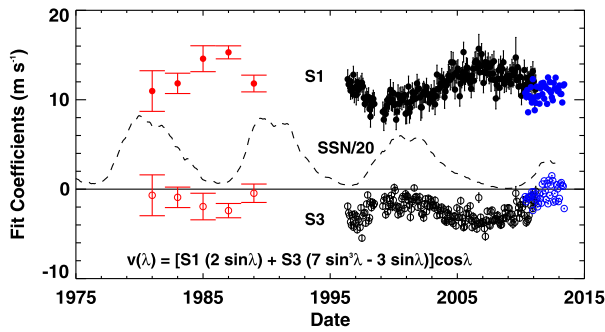 20
10
0
-10
Fit Coefficients (m s⁻¹)
S1
SSN/20
S3
v(λ) = [S1 (2 sinλ) + S3 (7 sin³λ - 3 sinλ)]cosλ
1975 1985 1995 2005 2015
Date